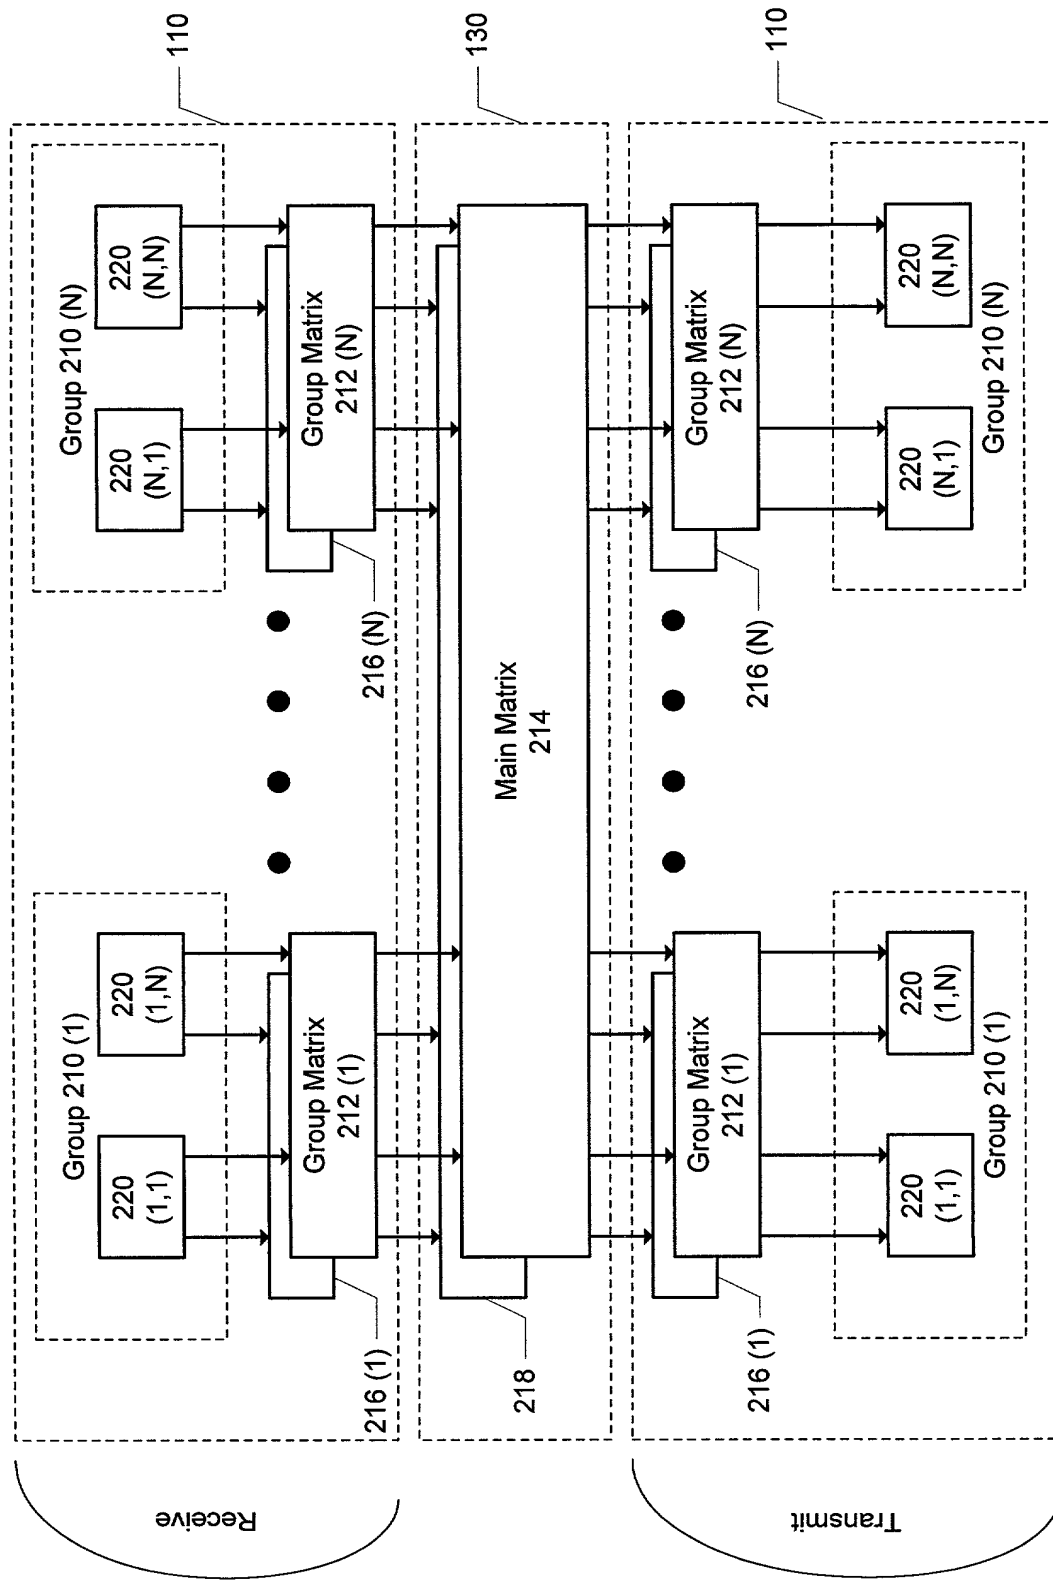 110
130
110
Group 210 (N)
220
(N,1)
220
(N,N)
Group Matrix
212 (N)
216 (N)
Group 210 (1)
220
(1,1)
220
(1,N)
Group Matrix
212 (1)
216 (1)
Main Matrix
214
218
Group Matrix
212 (N)
216 (N)
220
(N,1)
220
(N,N)
Group 210 (N)
Group Matrix
212 (1)
216 (1)
220
(1,1)
220
(1,N)
Group 210 (1)
Receive
Transmit